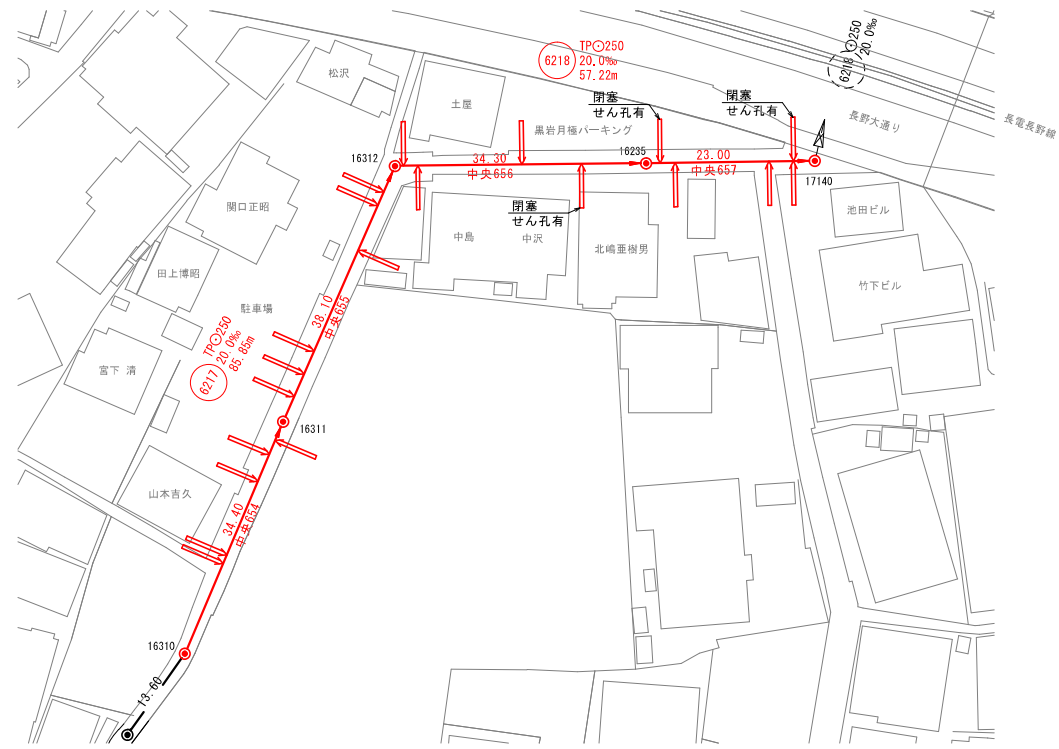 松沢
土屋
6218
TP⊙250
20.0‰
57.22m
6218
⊙250
20.0‰
閉塞
せん孔有
閉塞
せん孔有
黒岩月極パーキング
長野大通り
長電長野線
16312
34.30
中央656
16235
23.00
中央657
17140
関口正昭
閉塞
せん孔有
中島
中沢
北嶋亜樹男
池田ビル
竹下ビル
田上博昭
駐車場
38.10
中央655
6217
TP⊙250
20.0‰
85.85m
宮下 清
16311
山本吉久
34.40
中央654
16310
13.60